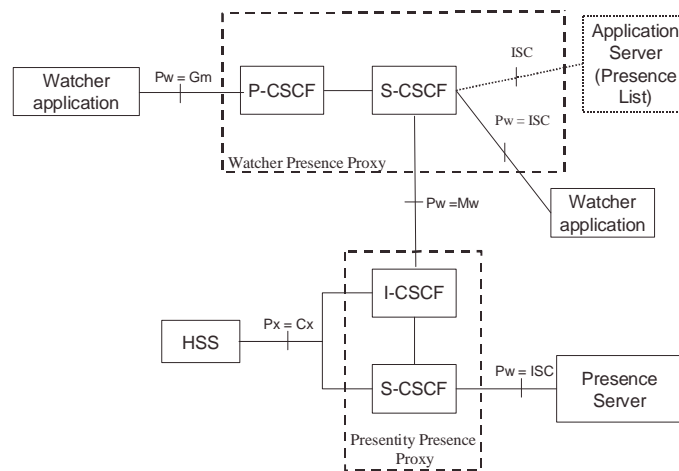 Watcher
application
Pw = Gm
P-CSCF
S-CSCF
ISC
Application
Server
(Presence
List)
Pw = ISC
Watcher Presence Proxy
Watcher
application
Pw =Mw
I-CSCF
HSS
Px = Cx
S-CSCF
Pw = ISC
Presence
Server
Presentity Presence
Proxy